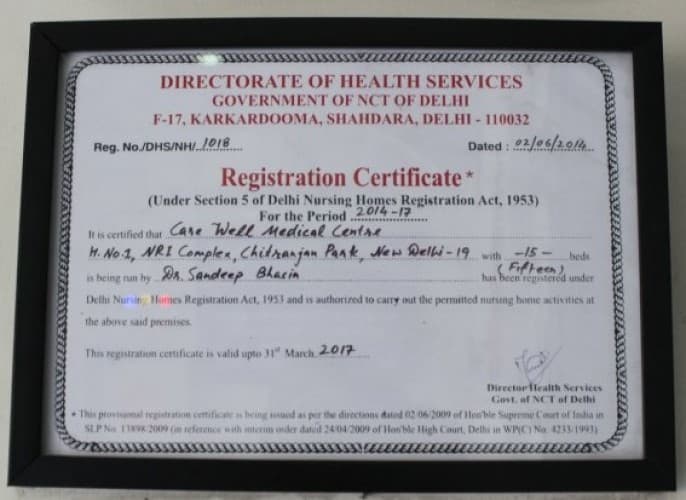 DIRECTORATE OF HEALTH SERVICES
GOVERNMENT OF NCT OF DELHI
F-17, KARKARDOOMA, SHAHDARA, DELHI - 110032
Reg. No./DHS/NH/ 1018 Dated : 02/06/2014
Registration Certificate *
(Under Section 5 of Delhi Nursing Homes Registration Act, 1953)
For the Period 2014-17
It is certified that Care Well Medical Centre
H. No 1, NRI Complex, Chitranjan Park, New Delhi-19 with -15- beds
(Fifteen)
is being run by Dr. Sandeep Bhasin has been registered under
Delhi Nursing Homes Registration Act, 1953 and is authorized to carry out the permitted nursing home activities at
the above said premises.
This registration certificate is valid upto 31st March 2017
Director Health Services
Govt. of NCT of Delhi
* This provisional registration certificate is being issued as per the directions dated 02/06/2009 of Hon'ble Supreme Court of India in
SLP No. 13898/2009 (in reference with interim order dated 24/04/2009 of Hon'ble High Court, Delhi in WP(C) No. 4233/1993)